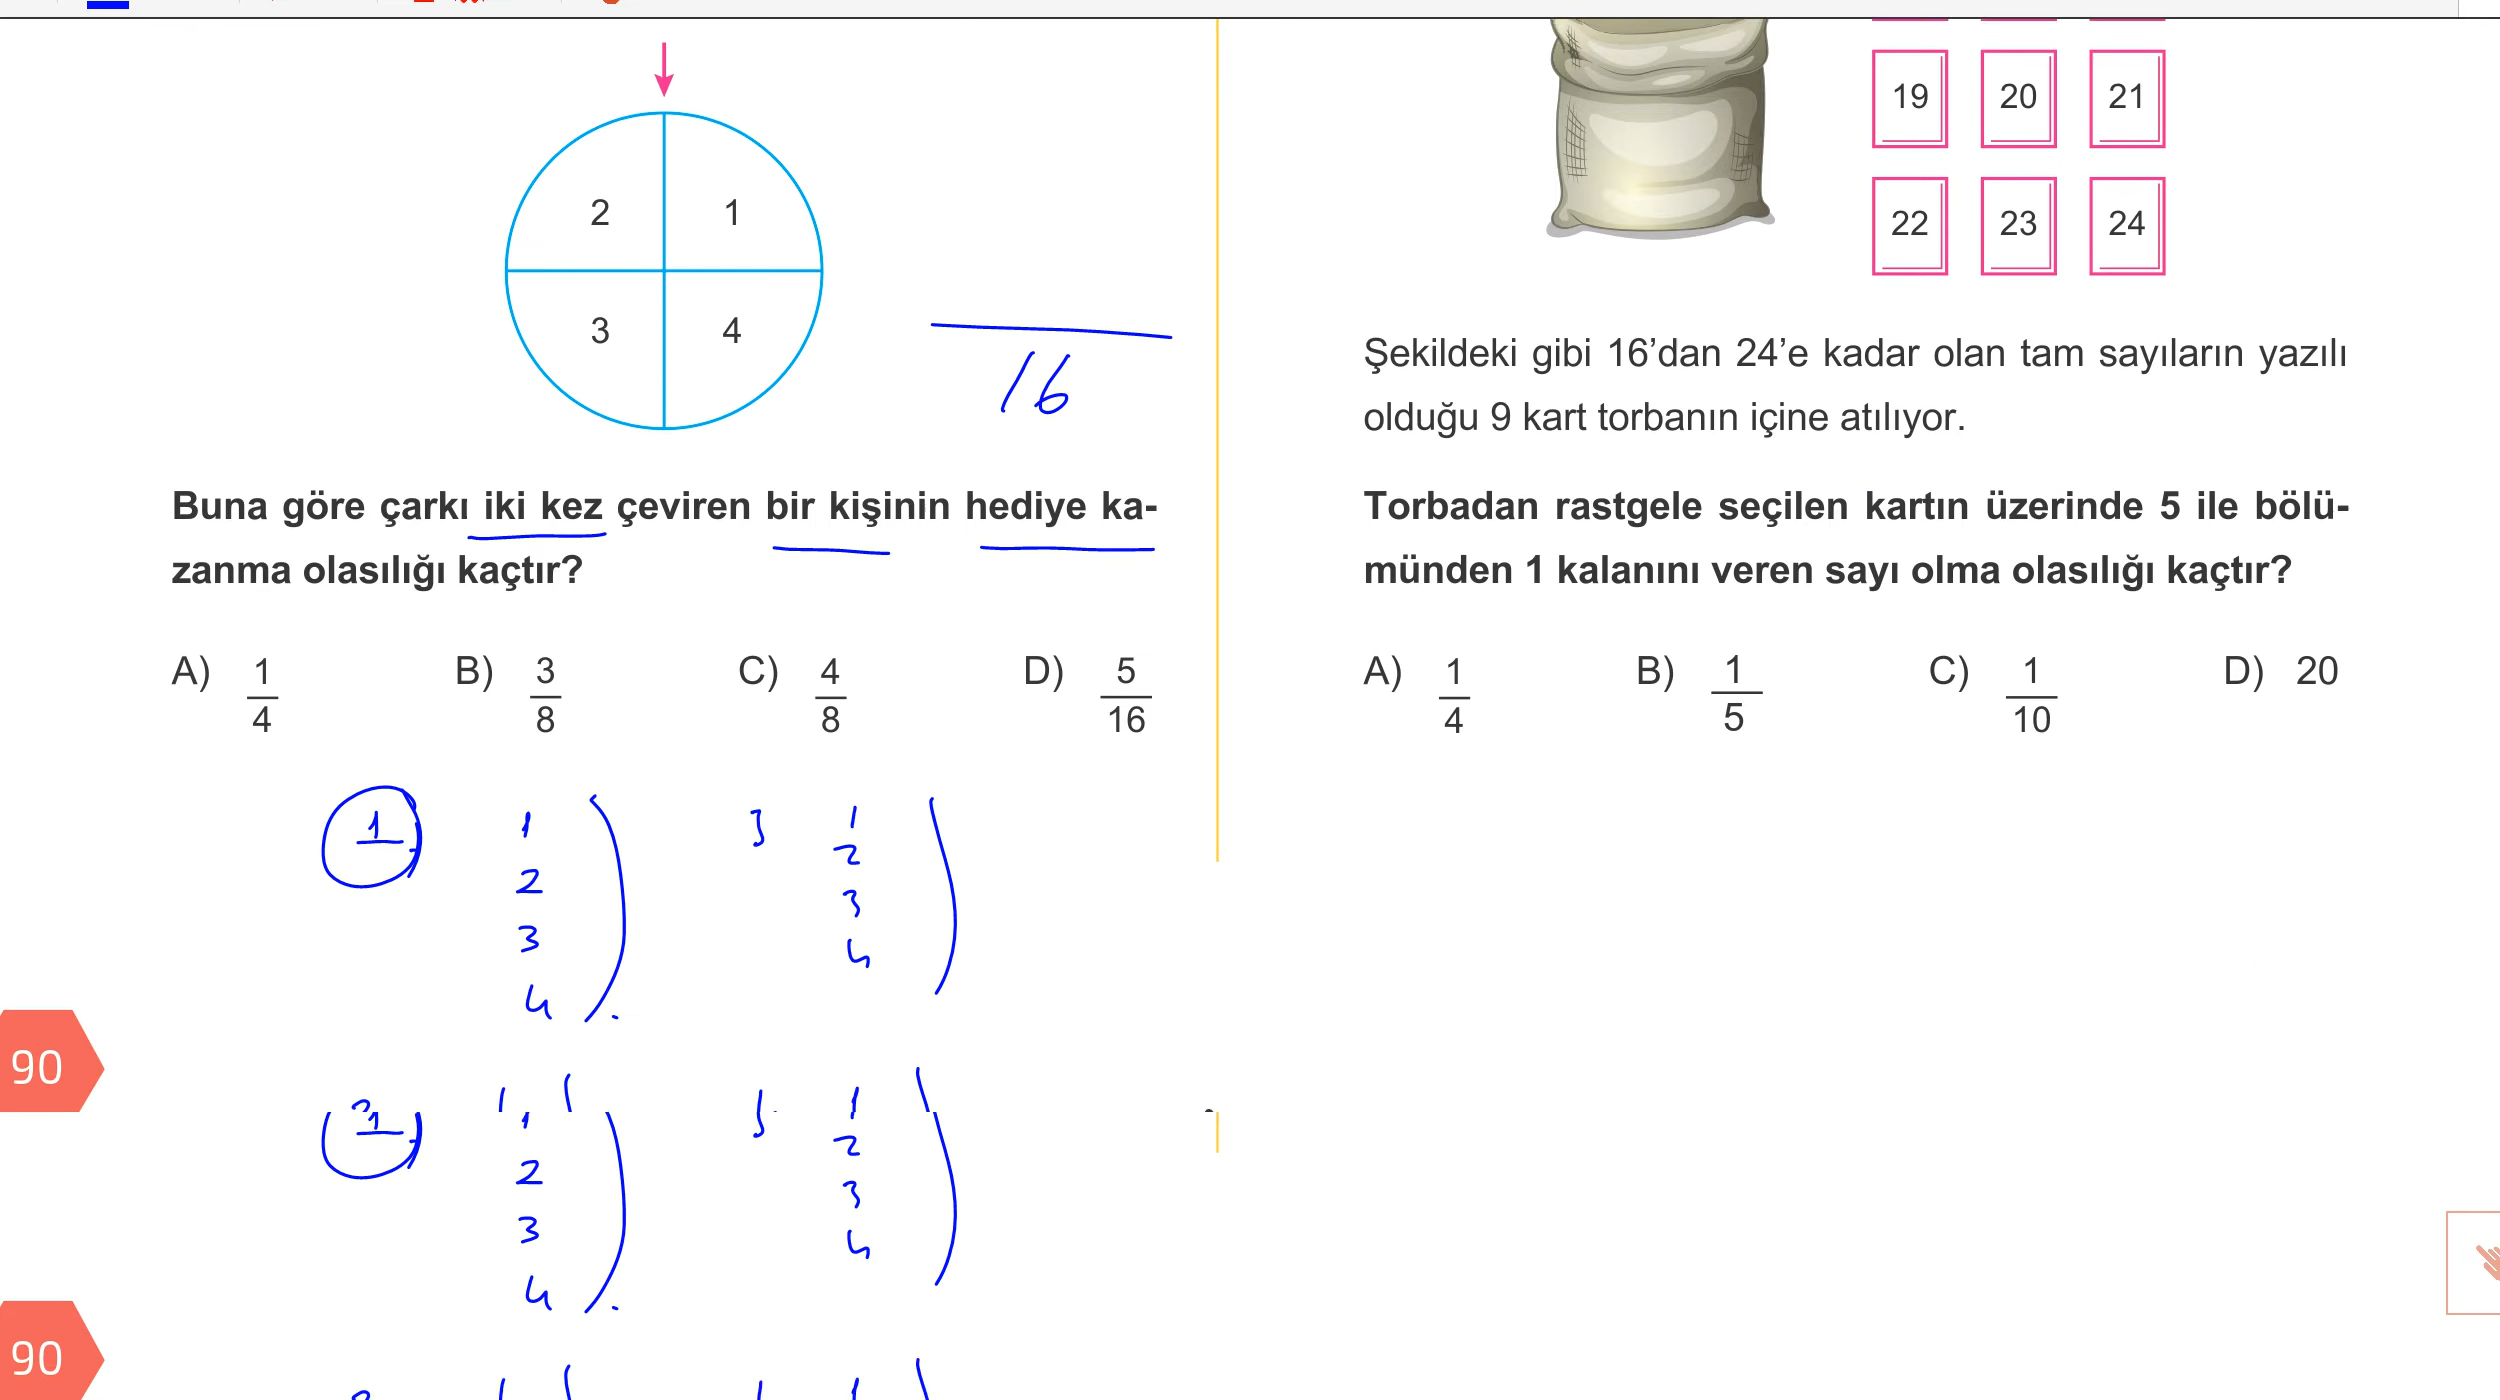 2 1
3 4
16
Buna göre çarkı iki kez çeviren bir kişinin hediye ka-
zanma olasılığı kaçtır?
A) 1/4 B) 3/8 C) 4/8 D) 5/16
1 1 3 1
2 2
3 3
4 4
90
1 1
1 1
2 2
3 3
4 4
90
19 20 21
22 23 24
Şekildeki gibi 16’dan 24’e kadar olan tam sayıların yazılı
olduğu 9 kart torbanın içine atılıyor.
Torbadan rastgele seçilen kartın üzerinde 5 ile bölü-
münden 1 kalanını veren sayı olma olasılığı kaçtır?
A) 1/4 B) 1/5 C) 1/10 D) 20